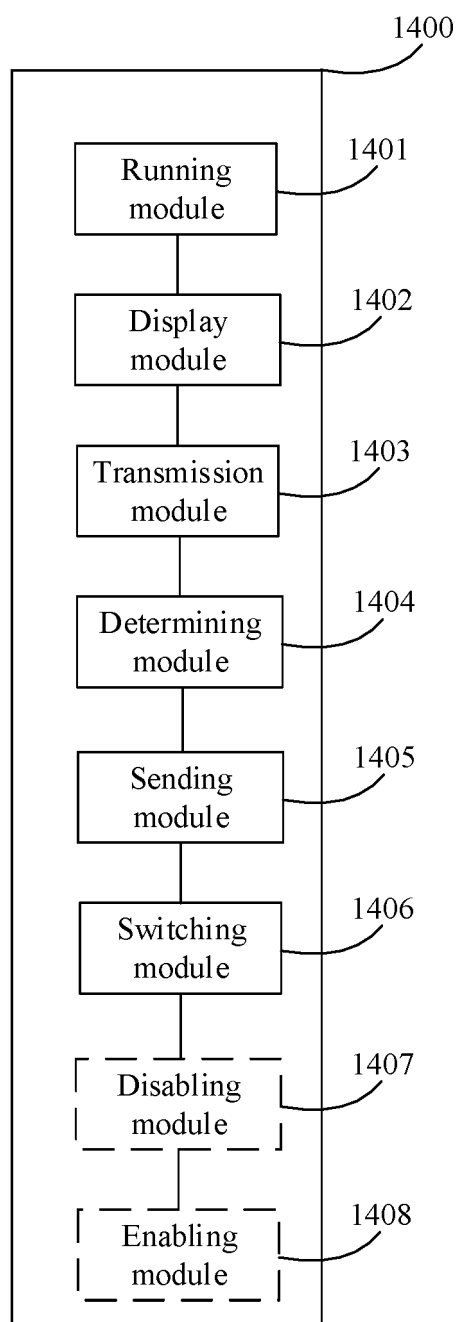 1400
Running
module
1401
Display
module
1402
Transmission
module
1403
Determining
module
1404
Sending
module
1405
Switching
module
1406
Disabling
module
1407
Enabling
module
1408